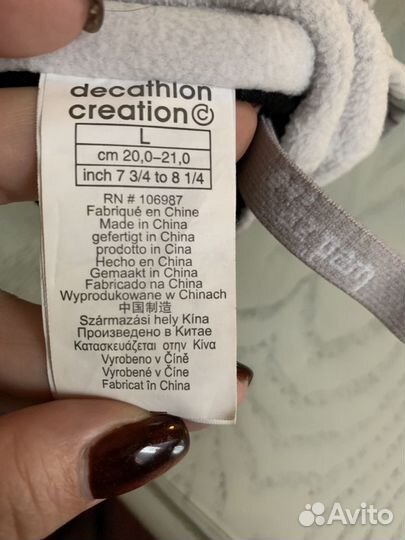 decathlon
creation©
L
cm 20,0-21,0
inch 7 3/4 to 8 1/4
RN # 106987
Fabriqué en Chine
Made in China
gefertigt in China
prodotto in Cina
Hecho en China
Gemaakt in China
Fabricado na China
Wyprodukowane w Chinach
中国制造
Származási hely Kína
Произведено в Китае
Κατασκευάζεται στην Κίνα
Vyrobeno v Číně
Vyrobené v Číne
Fabricat în China
Avito